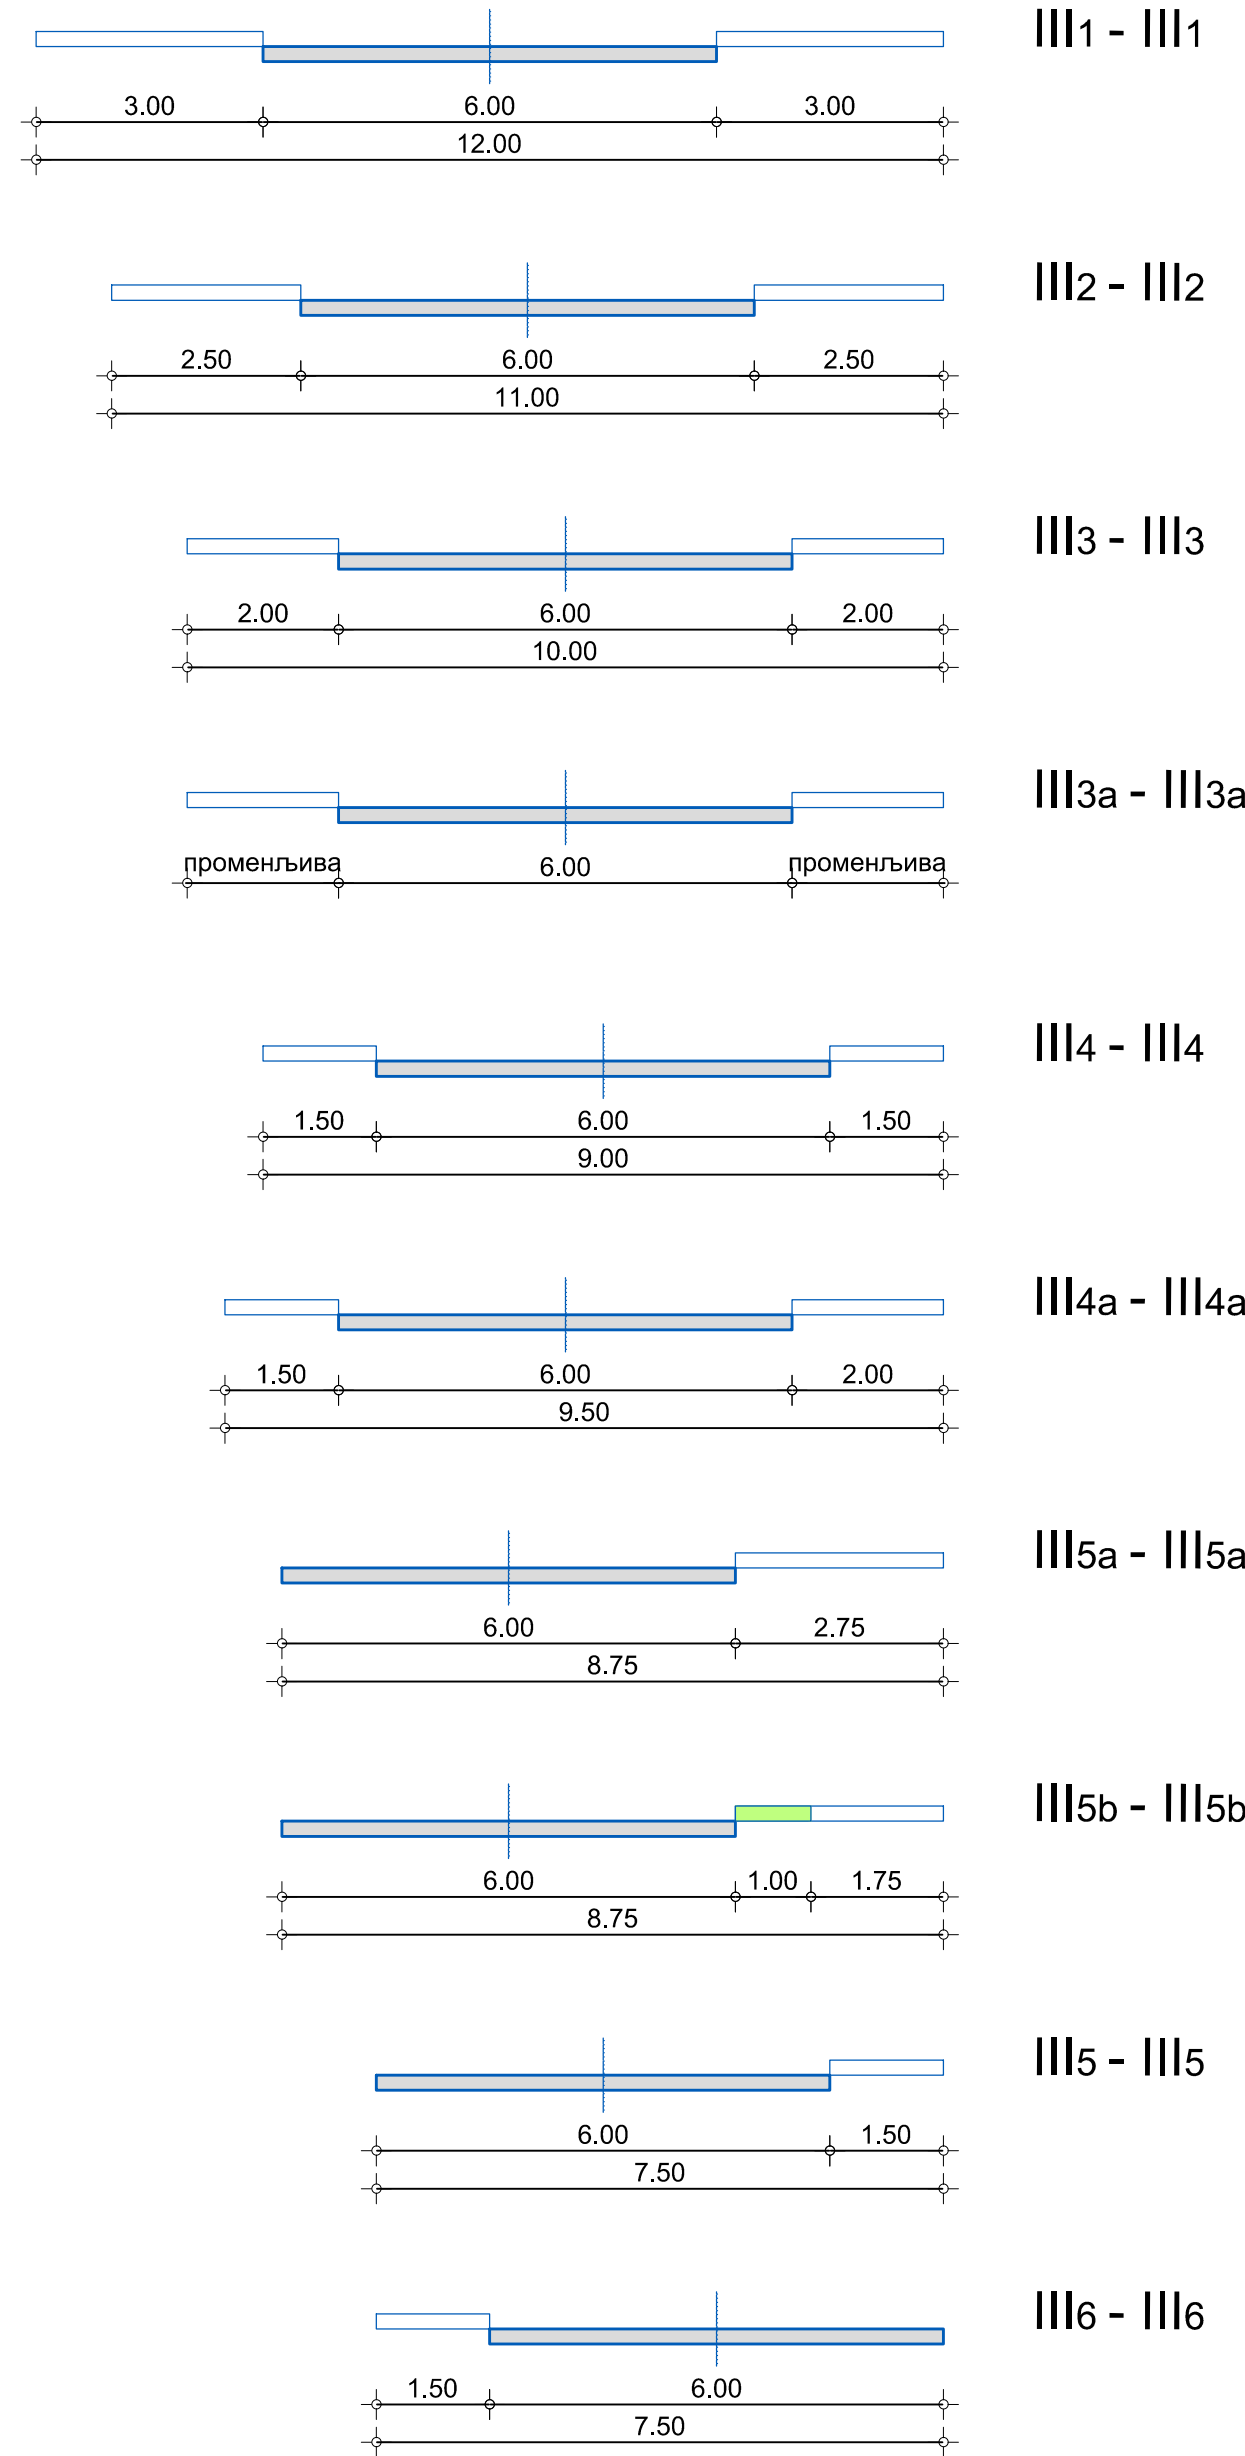 III1 - III1
3.00 6.00 3.00
12.00
III2 - III2
2.50 6.00 2.50
11.00
III3 - III3
2.00 6.00 2.00
10.00
III3a - III3a
променљива 6.00 променљива
III4 - III4
1.50 6.00 1.50
9.00
III4a - III4a
1.50 6.00 2.00
9.50
III5a - III5a
6.00 2.75
8.75
III5b - III5b
6.00 1.00 1.75
8.75
III5 - III5
6.00 1.50
7.50
III6 - III6
1.50 6.00
7.50